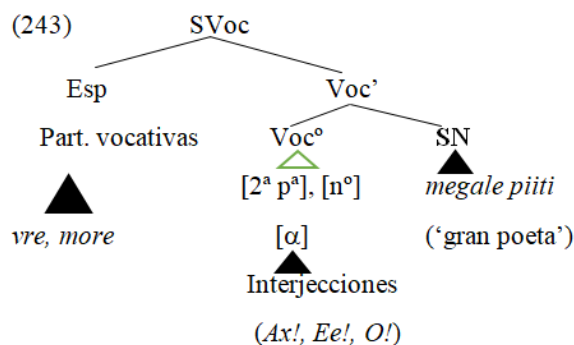 (243) SVoc
Esp Voc’
Part. vocativas Vocº SN
[2ª pª], [nº] megale piiti
vre, more [α] (‘gran poeta’)
Interjecciones
(Ax!, Ee!, O!)